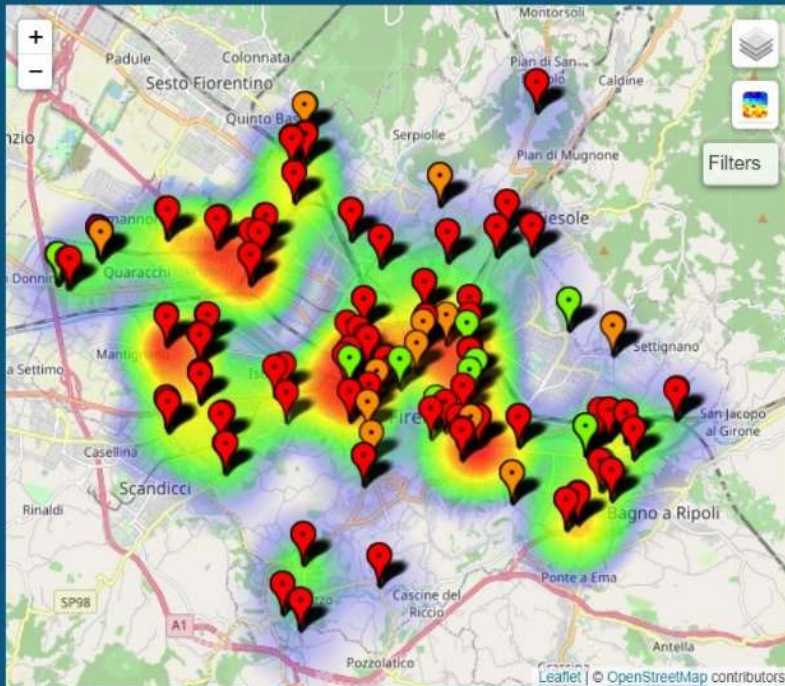 Montorsoli
+
−
Padule
Colonnata
Pian di San
Caldine
Sesto Fiorentino
Quinto Bas
Serpiolle
nzio
Pian di Mugnone
Filters
iesole
Quaracchi
Donnin
Mantignano
Settignano
a Settimo
San Jacopo
al Girone
Fire
Casellina
Scandicci
Rinaldi
Bagno a Ripoli
Ponte a Ema
SP98
Cascine del
Riccio
A1
Antella
Pozzolatico
Leaflet | © OpenStreetMap contributors